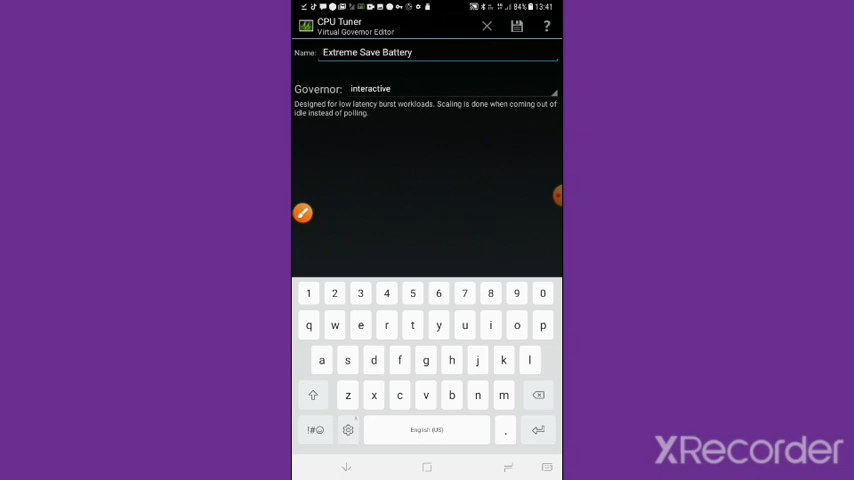 84% 13:41
CPU Tuner
Virtual Governor Editor
Name: Extreme Save Battery
Governor: interactive
Designed for low latency burst workloads. Scaling is done when coming out of
idle instead of polling.
1 2 3 4 5 6 7 8 9 0
q w e r t y u i o p
a s d f g h j k l
z x c v b n m
!#☺ English (US) .
XRecorder